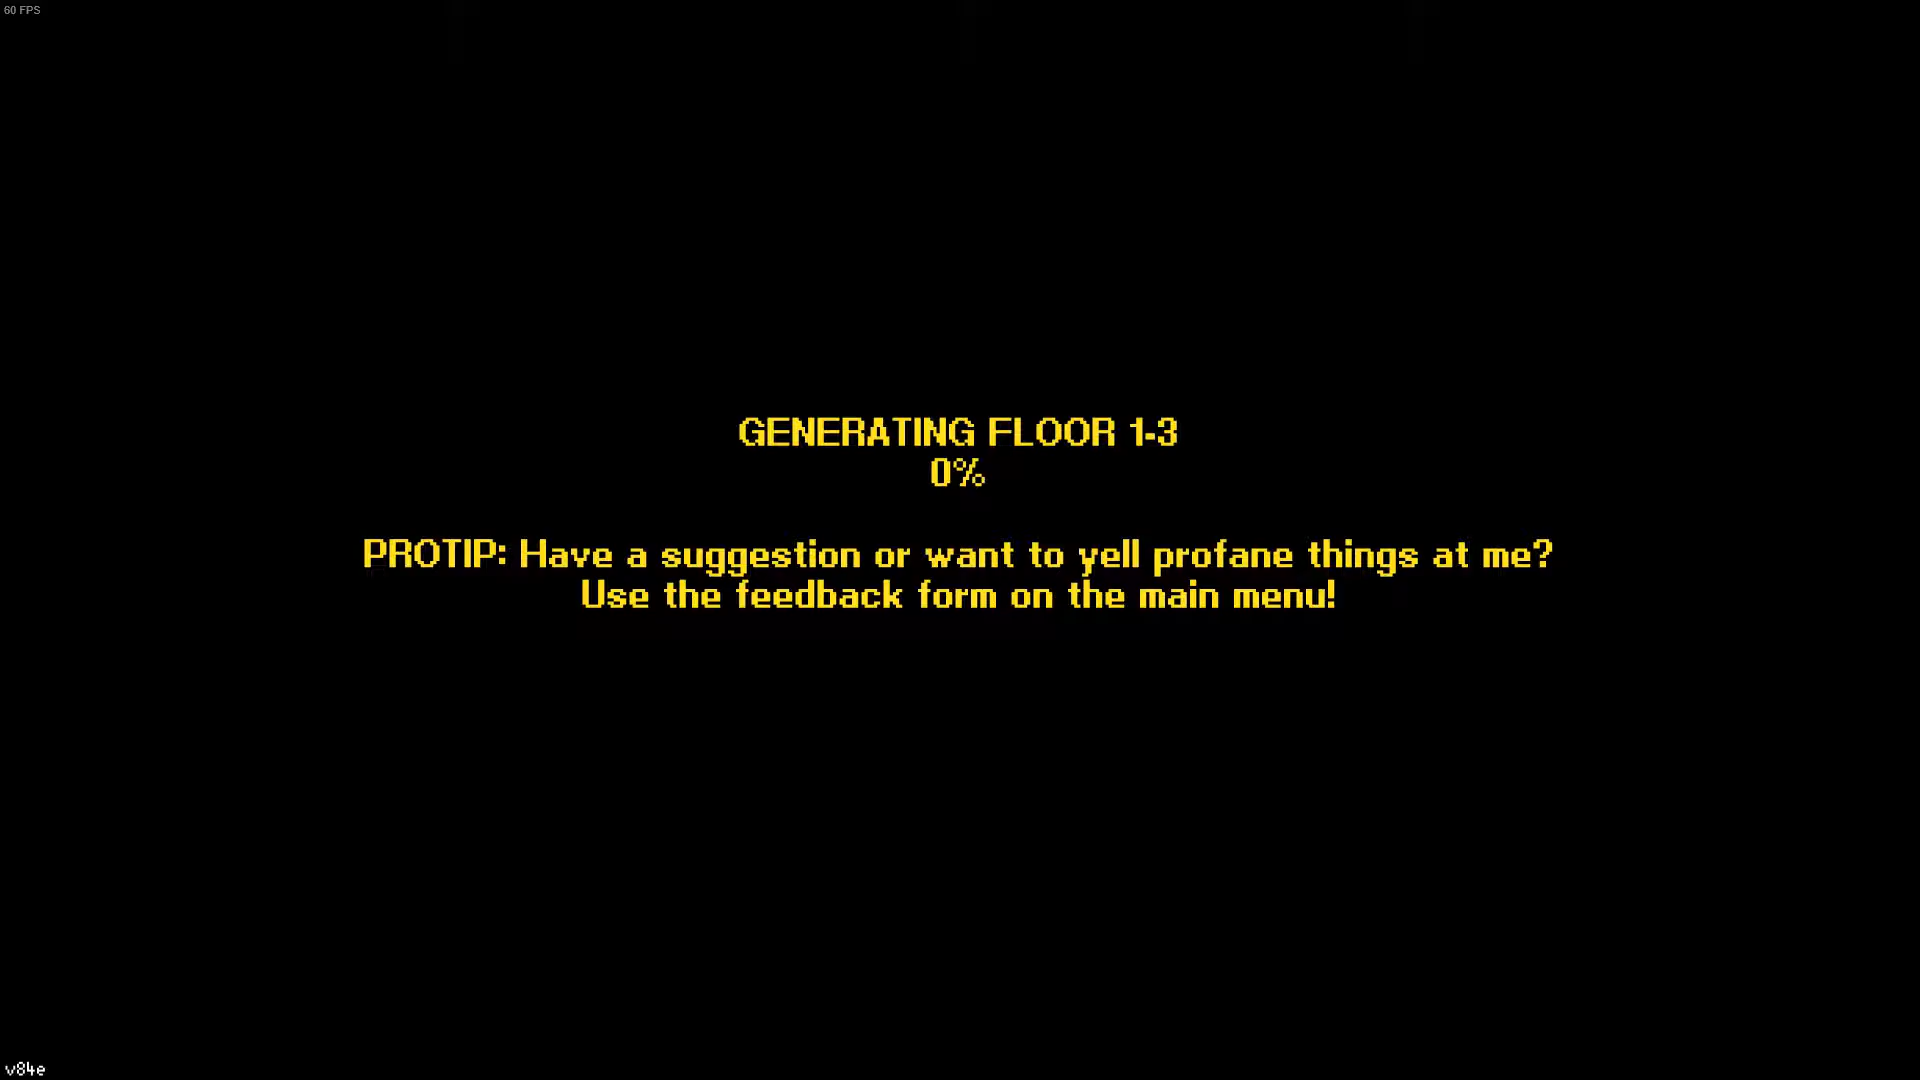 60 FPS
GENERATING FLOOR 1-3
0%
PROTIP: Have a suggestion or want to yell profane things at me?
Use the feedback form on the main menu!
v84e